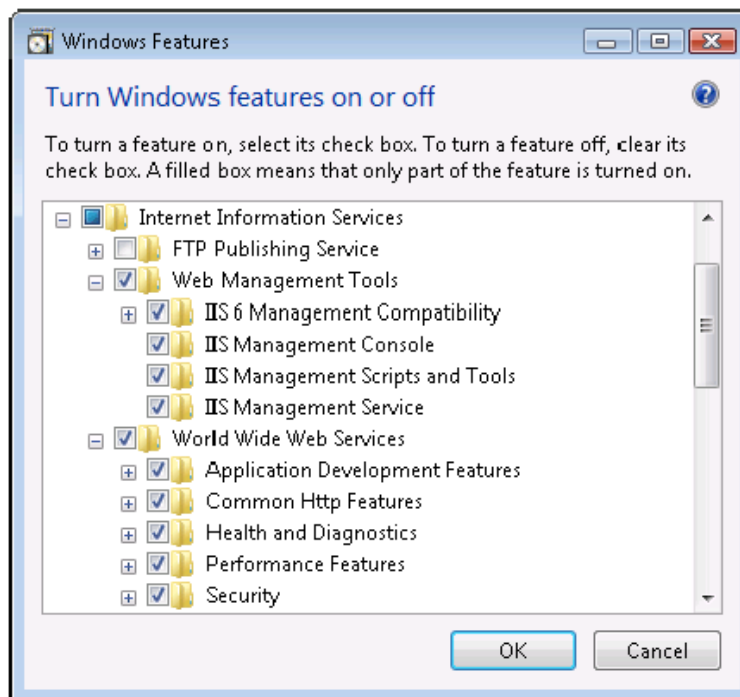 Windows Features
Turn Windows features on or off
To turn a feature on, select its check box. To turn a feature off, clear its
check box. A filled box means that only part of the feature is turned on.
Internet Information Services
FTP Publishing Service
Web Management Tools
IIS 6 Management Compatibility
IIS Management Console
IIS Management Scripts and Tools
IIS Management Service
World Wide Web Services
Application Development Features
Common Http Features
Health and Diagnostics
Performance Features
Security
OK Cancel